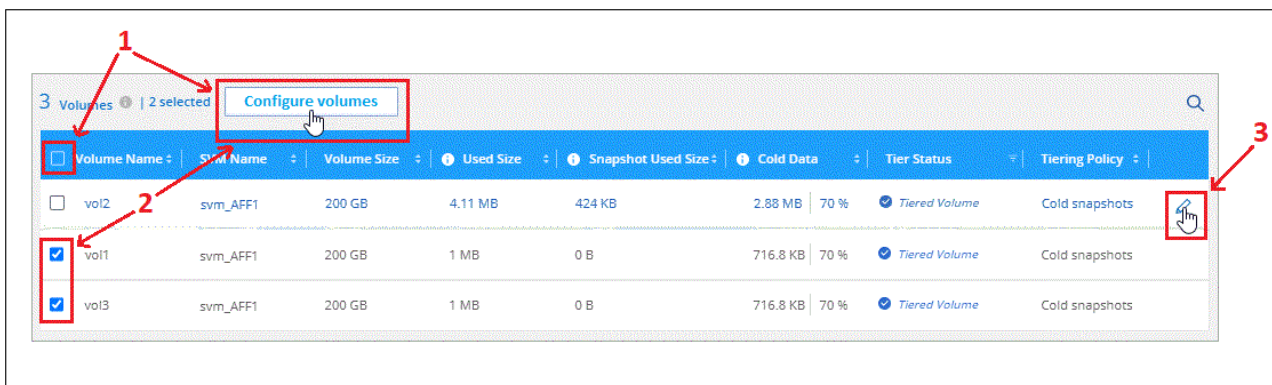 1
3 Volumes | 2 selected Configure volumes
3
Volume Name SVM Name Volume Size Used Size Snapshot Used Size Cold Data Tier Status Tiering Policy
2
vol2 svm_AFF1 200 GB 4.11 MB 424 KB 2.88 MB 70 % Tiered Volume Cold snapshots
vol1 svm_AFF1 200 GB 1 MB 0 B 716.8 KB 70 % Tiered Volume Cold snapshots
vol3 svm_AFF1 200 GB 1 MB 0 B 716.8 KB 70 % Tiered Volume Cold snapshots